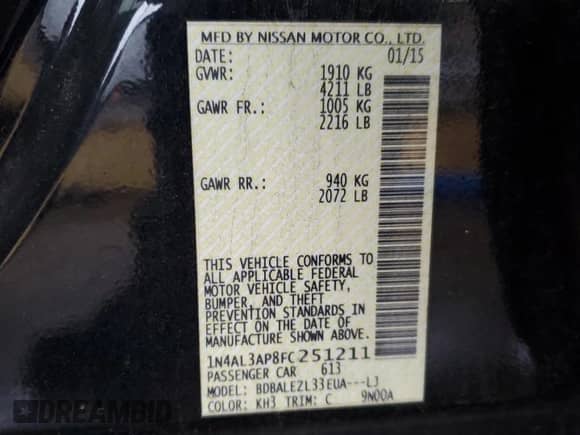 MFD BY NISSAN MOTOR CO., LTD.
DATE: 01/15
GVWR: 1910 KG
4211 LB
GAWR FR.: 1005 KG
2216 LB
GAWR RR.: 940 KG
2072 LB
THIS VEHICLE CONFORMS TO
ALL APPLICABLE FEDERAL
MOTOR VEHICLE SAFETY,
BUMPER, AND THEFT
PREVENTION STANDARDS IN
EFFECT ON THE DATE OF
MANUFACTURE SHOWN ABOVE.
1N4AL3AP8FC251211
PASSENGER CAR 613
MODEL: BDBALEZL33EUA---LJ
COLOR: KH3 TRIM: C 9N00A
DREAMBID